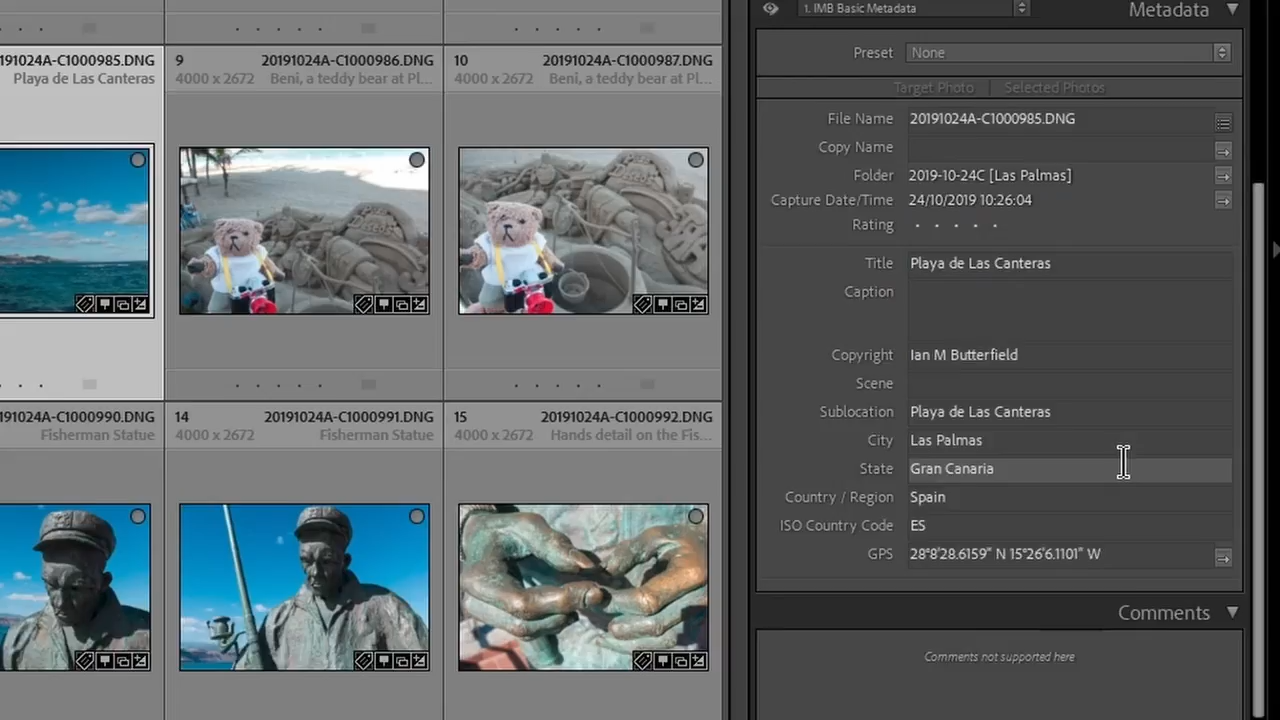 191024A-C1000985.DNG
Playa de Las Canteras
9 20191024A-C1000986.DNG
4000 x 2672 Beni, a teddy bear at Pl...
10 20191024A-C1000987.DNG
4000 x 2672 Beni, a teddy bear at Pl...
191024A-C1000990.DNG
Fisherman Statue
14 20191024A-C1000991.DNG
4000 x 2672 Fisherman Statue
15 20191024A-C1000992.DNG
4000 x 2672 Hands detail on the Fis...
1. IMB Basic Metadata Metadata
Preset None
Target Photo Selected Photos
File Name 20191024A-C1000985.DNG
Copy Name
Folder 2019-10-24C [Las Palmas]
Capture Date/Time 24/10/2019 10:26:04
Rating
Title Playa de Las Canteras
Caption
Copyright Ian M Butterfield
Scene
Sublocation Playa de Las Canteras
City Las Palmas
State Gran Canaria
Country / Region Spain
ISO Country Code ES
GPS 28°8'28.6159" N 15°26'6.1101" W
Comments
Comments not supported here